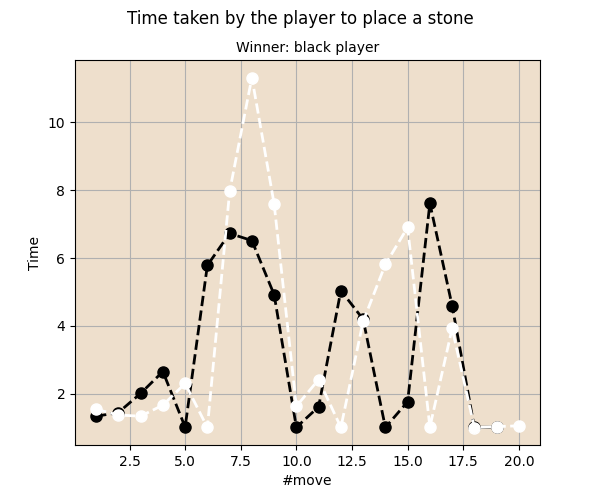 Time taken by the player to place a stone
Winner: black player
Time
10
8
6
4
2
2.5 5.0 7.5 10.0 12.5 15.0 17.5 20.0
#move